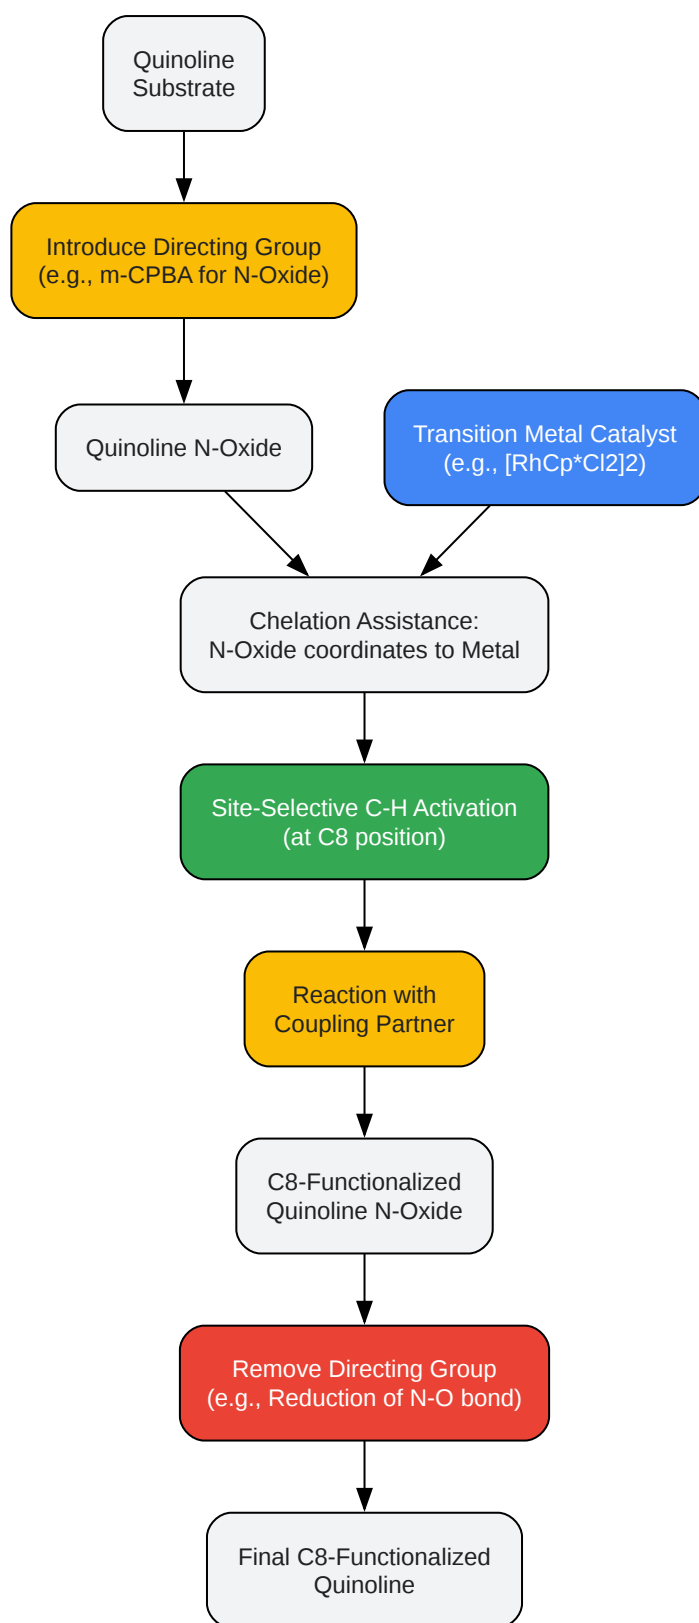 Quinoline
Substrate
Introduce Directing Group
(e.g., m-CPBA for N-Oxide)
Quinoline N-Oxide
Transition Metal Catalyst
(e.g., [RhCp*Cl2]2)
Chelation Assistance:
N-Oxide coordinates to Metal
Site-Selective C-H Activation
(at C8 position)
Reaction with
Coupling Partner
C8-Functionalized
Quinoline N-Oxide
Remove Directing Group
(e.g., Reduction of N-O bond)
Final C8-Functionalized
Quinoline